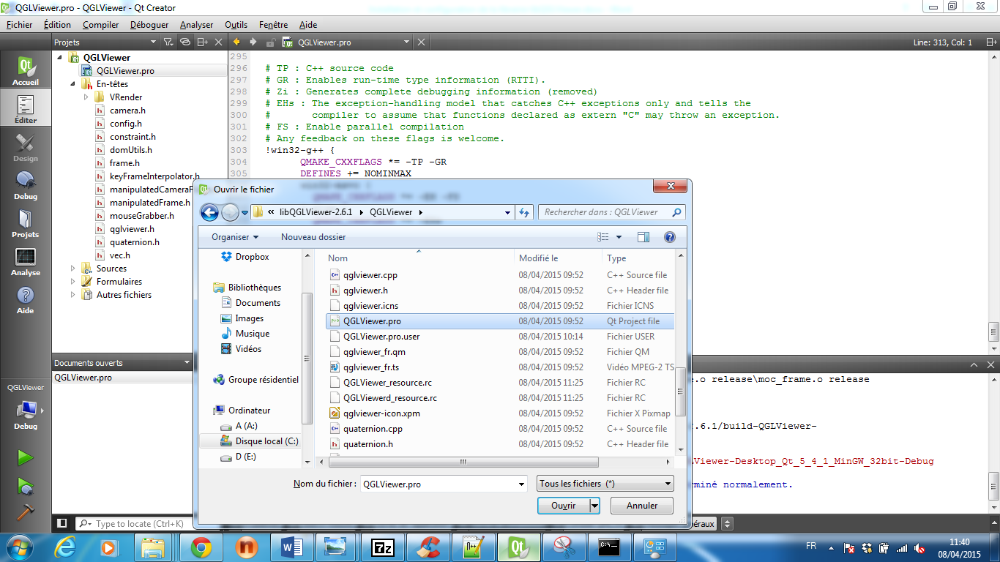 QGLViewer.pro - QGLViewer - Qt Creator
Fichier Édition Compiler Déboguer Analyser Outils Fenêtre Aide
Projets
QGLViewer.pro
Line: 313, Col: 1
Accueil
Éditer
Design
Debug
Projets
Analyse
Aide
QGLViewer
Debug
QGLViewer
QGLViewer.pro
En-têtes
VRender
camera.h
config.h
constraint.h
domUtils.h
frame.h
keyFrameInterpolator.h
manipulatedCameraF
manipulatedFrame.h
mouseGrabber.h
qglviewer.h
quaternion.h
vec.h
Sources
Formulaires
Autres fichiers
Documents ouverts
QGLViewer.pro
295
296 # TP : C++ source code
297 # GR : Enables run-time type information (RTTI).
298 # Zi : Generates complete debugging information (removed)
299 # EHs : The exception-handling model that catches C++ exceptions only and tells the
300 # compiler to assume that functions declared as extern "C" may throw an exception.
301 # FS : Enable parallel compilation
302 # Any feedback on these flags is welcome.
303 !win32-g++ {
304 QMAKE_CXXFLAGS *= -TP -GR
305 DEFINES += NOMINMAX
Ouvrir le fichier
« libQGLViewer-2.6.1 QGLViewer
Rechercher dans : QGLViewer
Organiser Nouveau dossier
Dropbox
Bibliothèques
Documents
Images
Musique
Vidéos
Groupe résidentiel
Ordinateur
A (A:)
Disque local (C:)
D (E:)
Nom Modifié le Type
qglviewer.cpp 08/04/2015 09:52 C++ Source file
qglviewer.h 08/04/2015 09:52 C++ Header file
qglviewer.icns 08/04/2015 09:52 Fichier ICNS
QGLViewer.pro 08/04/2015 09:52 Qt Project file
QGLViewer.pro.user 08/04/2015 10:14 Fichier USER
qglviewer_fr.qm 08/04/2015 09:52 Fichier QM
qglviewer_fr.ts 08/04/2015 09:52 Vidéo MPEG-2 TS
QGLViewer_resource.rc 08/04/2015 11:25 Fichier RC
QGLViewerd_resource.rc 08/04/2015 11:25 Fichier RC
qglviewer-icon.xpm 08/04/2015 09:52 Fichier X Pixmap
quaternion.cpp 08/04/2015 09:52 C++ Source file
quaternion.h 08/04/2015 09:52 C++ Header file
Nom du fichier : QGLViewer.pro
Tous les fichiers (*)
Ouvrir Annuler
e.o release\moc_frame.o release
.6.1/build-QGLViewer-
Viewer-Desktop_Qt_5_4_1_MinGW_32bit-Debug
rminé normalement.
Type to locate (Ctrl+K)
néraux
FR
11:40
08/04/2015